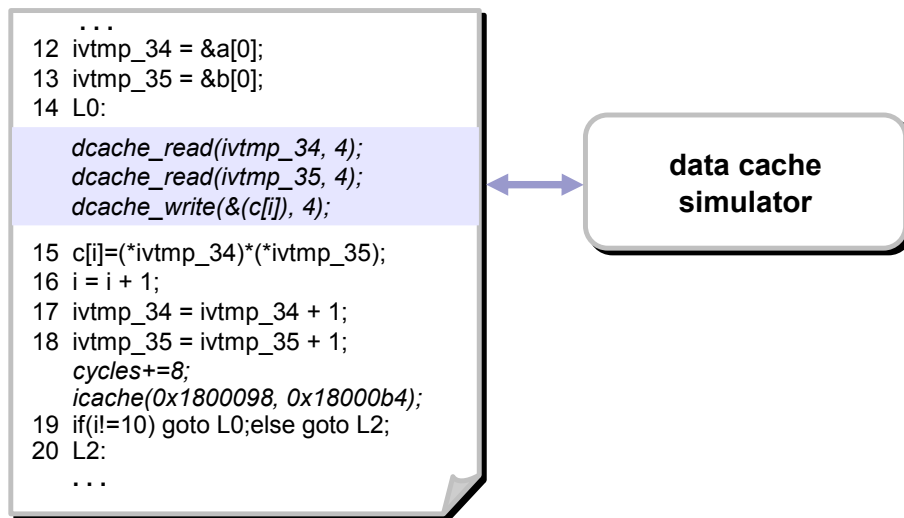 . . .
12 ivtmp_34 = &a[0];
13 ivtmp_35 = &b[0];
14 L0:
dcache_read(ivtmp_34, 4);
dcache_read(ivtmp_35, 4);
dcache_write(&(c[i]), 4);
15 c[i]=(*ivtmp_34)*(*ivtmp_35);
16 i = i + 1;
17 ivtmp_34 = ivtmp_34 + 1;
18 ivtmp_35 = ivtmp_35 + 1;
cycles+=8;
icache(0x1800098, 0x18000b4);
19 if(i!=10) goto L0;else goto L2;
20 L2:
. . .
data cache
simulator